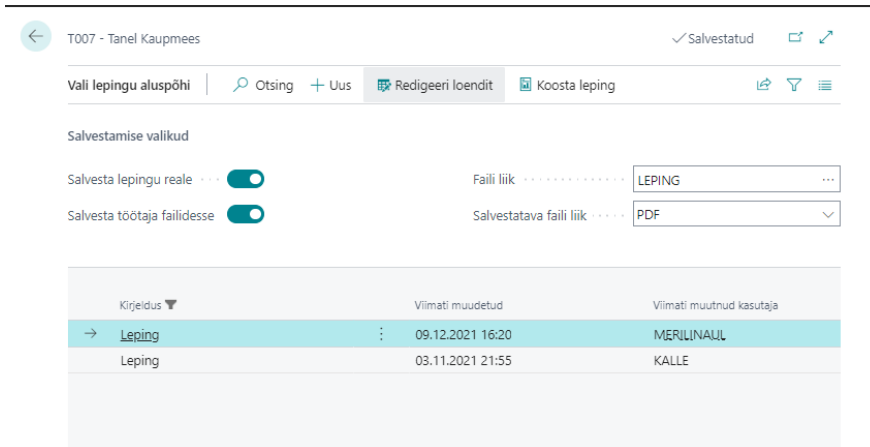 T007 - Tanel Kaupmees Salvestatud
Vali lepingu aluspõhi Otsing Uus Redigeeri loendit Koosta leping
Salvestamise valikud
Salvesta lepingu reale Faili liik LEPING
Salvesta töötaja failidesse Salvestatava faili liik PDF
Kirjeldus Viimati muudetud Viimati muutnud kasutaja
Leping 09.12.2021 16:20 MERILINAUL
Leping 03.11.2021 21:55 KALLE